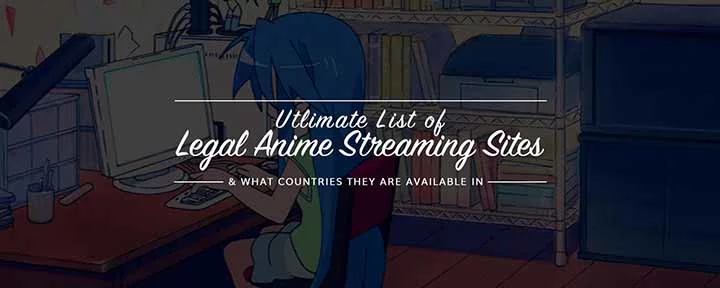 Utlimate List of
Legal Anime Streaming Sites
& WHAT COUNTRIES THEY ARE AVAILABLE IN